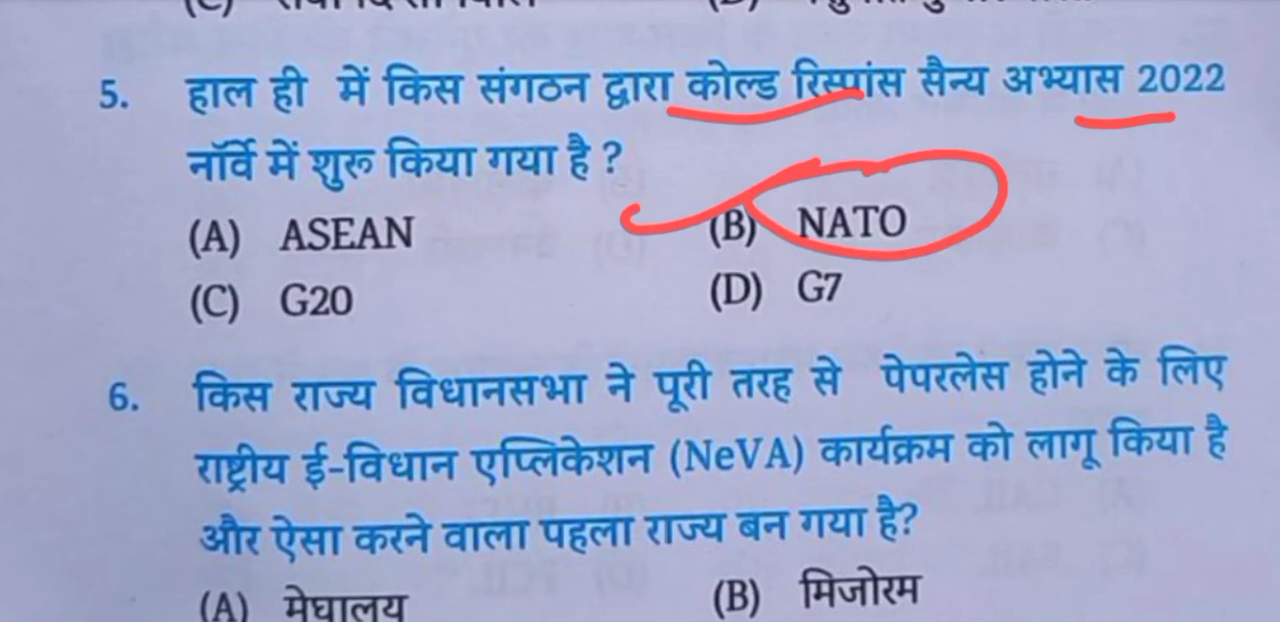 5. हाल ही में किस संगठन द्वारा कोल्ड रिस्पांस सैन्य अभ्यास 2022
नॉर्वे में शुरू किया गया है ?
(A) ASEAN (B) NATO
(C) G20 (D) G7
6. किस राज्य विधानसभा ने पूरी तरह से पेपरलेस होने के लिए
राष्ट्रीय ई-विधान एप्लिकेशन (NeVA) कार्यक्रम को लागू किया है
और ऐसा करने वाला पहला राज्य बन गया है?
(A) मेघालय (B) मिजोरम